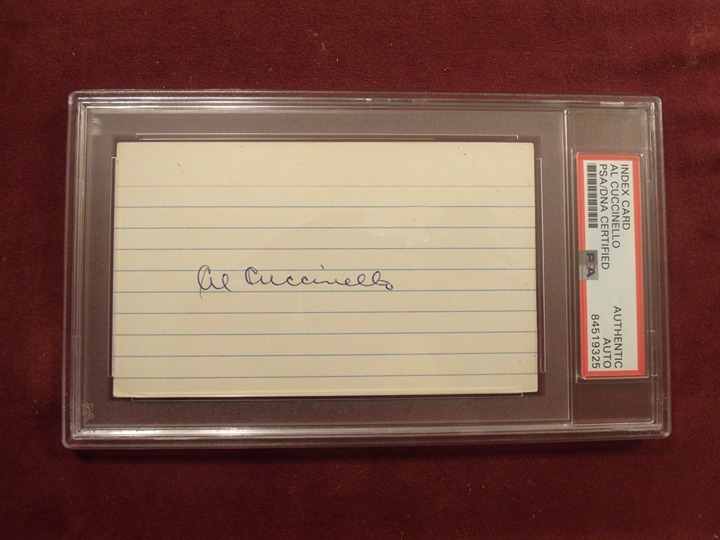 Al Cuccinello
INDEX CARD
AL CUCCINELLO
PSA/DNA CERTIFIED
PSA
AUTHENTIC
AUTO
84519325